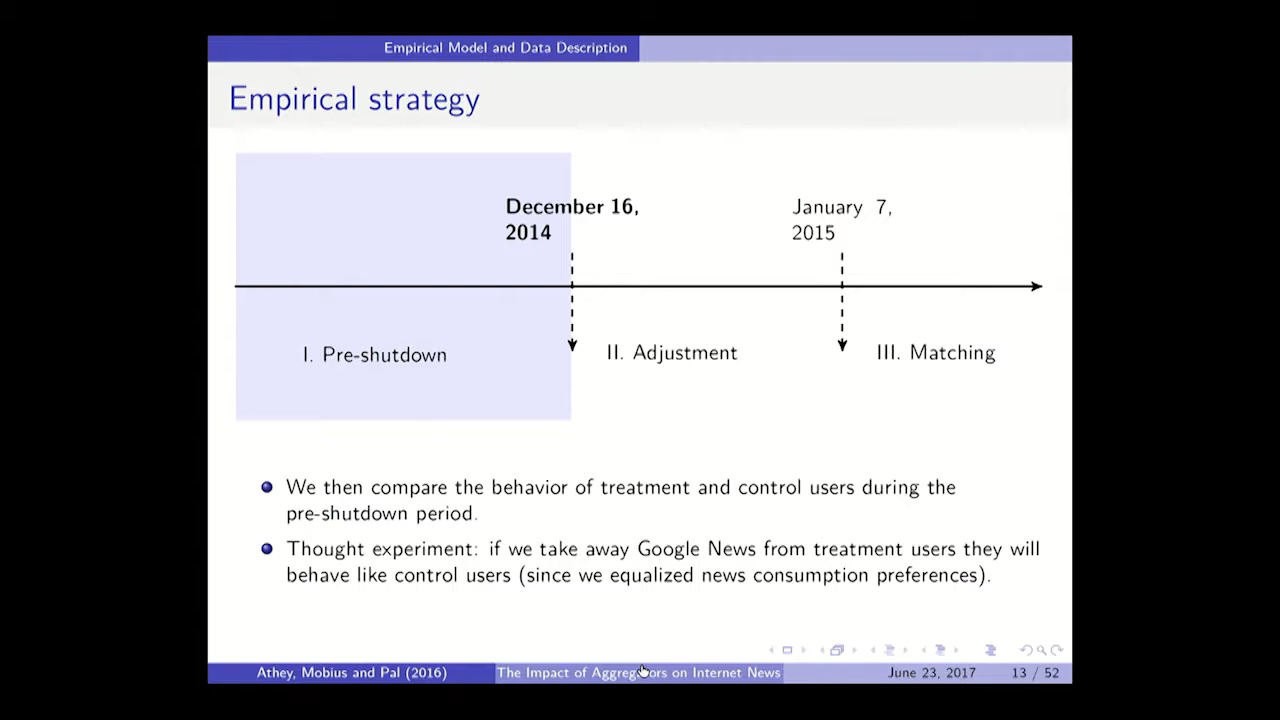 Empirical Model and Data Description
Empirical strategy
December 16,
2014
January 7,
2015
I. Pre-shutdown
II. Adjustment
III. Matching
We then compare the behavior of treatment and control users during the
pre-shutdown period.
Thought experiment: if we take away Google News from treatment users they will
behave like control users (since we equalized news consumption preferences).
Athey, Mobius and Pal (2016)
The Impact of Aggregators on Internet News
June 23, 2017
13 / 52